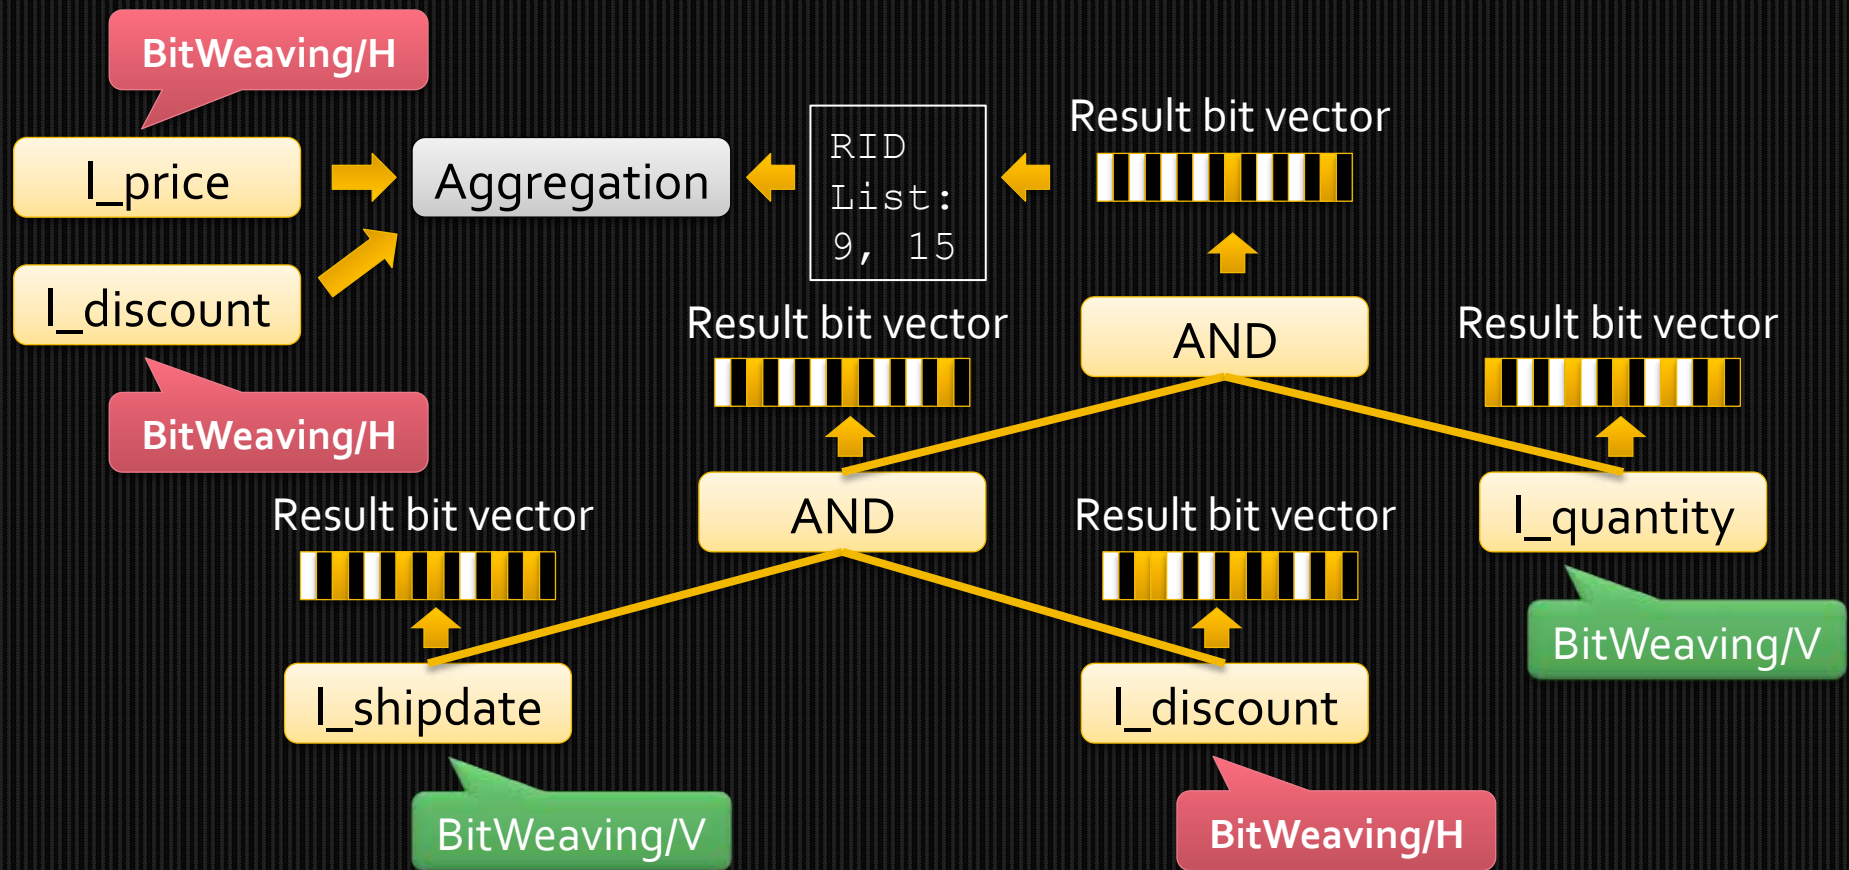 BitWeaving/H
l_price
Aggregation
RID
List:
9, 15
Result bit vector
l_discount
BitWeaving/H
Result bit vector
AND
Result bit vector
Result bit vector
AND
Result bit vector
l_quantity
BitWeaving/V
l_shipdate
l_discount
BitWeaving/V
BitWeaving/H